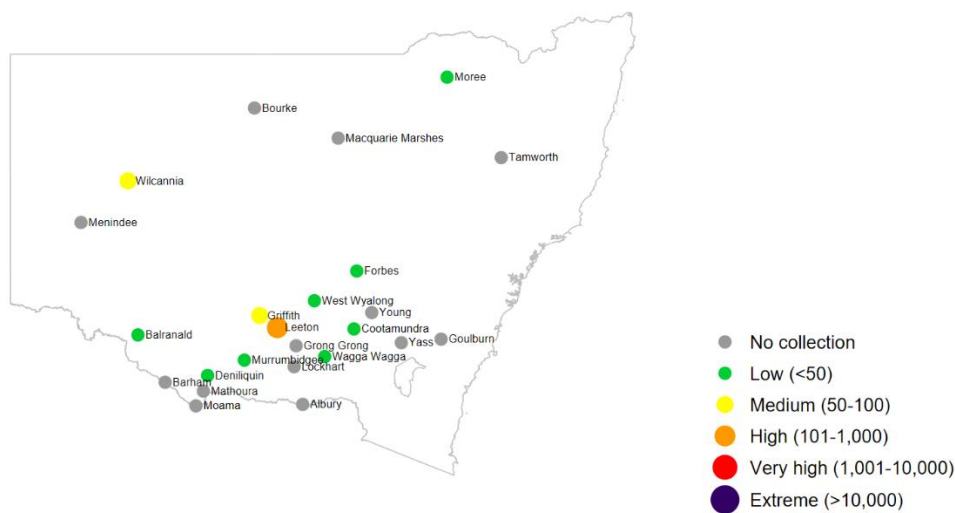 Moree
Bourke
Macquarie Marshes
Tamworth
Wilcannia
Menindee
Forbes
West Wyalong
Young
Griffith
Leeton
Cootamundra
Balranald
Yass
Goulburn
Grong Grong
Wagga Wagga
Murrumbidgee
Lockhart
Deniliquin
Barham
Mathoura
Moama
Albury
No collection
Low (<50)
Medium (50-100)
High (101-1,000)
Very high (1,001-10,000)
Extreme (>10,000)